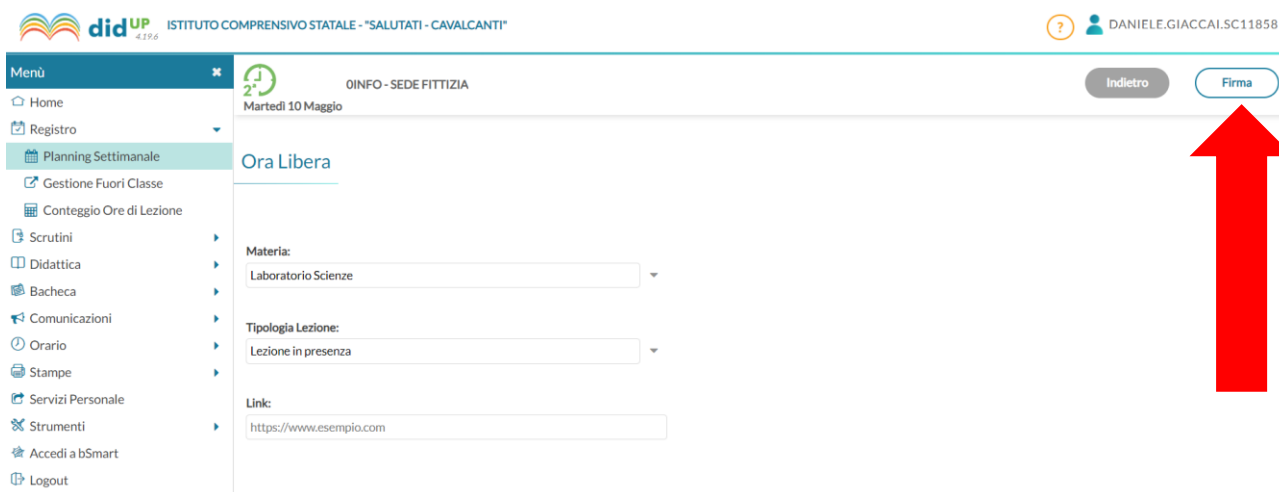 didUP 4.19.6 ISTITUTO COMPRENSIVO STATALE - "SALUTATI - CAVALCANTI" ? DANIELE.GIACCAI.SC11858
Menù
Home
Registro
Planning Settimanale
Gestione Fuori Classe
Conteggio Ore di Lezione
Scrutini
Didattica
Bacheca
Comunicazioni
Orario
Stampe
Servizi Personale
Strumenti
Accedi a bSmart
Logout
2ª 0INFO - SEDE FITTIZIA
Martedì 10 Maggio
Indietro
Firma
Ora Libera
Materia:
Laboratorio Scienze
Tipologia Lezione:
Lezione in presenza
Link:
https://www.esempio.com